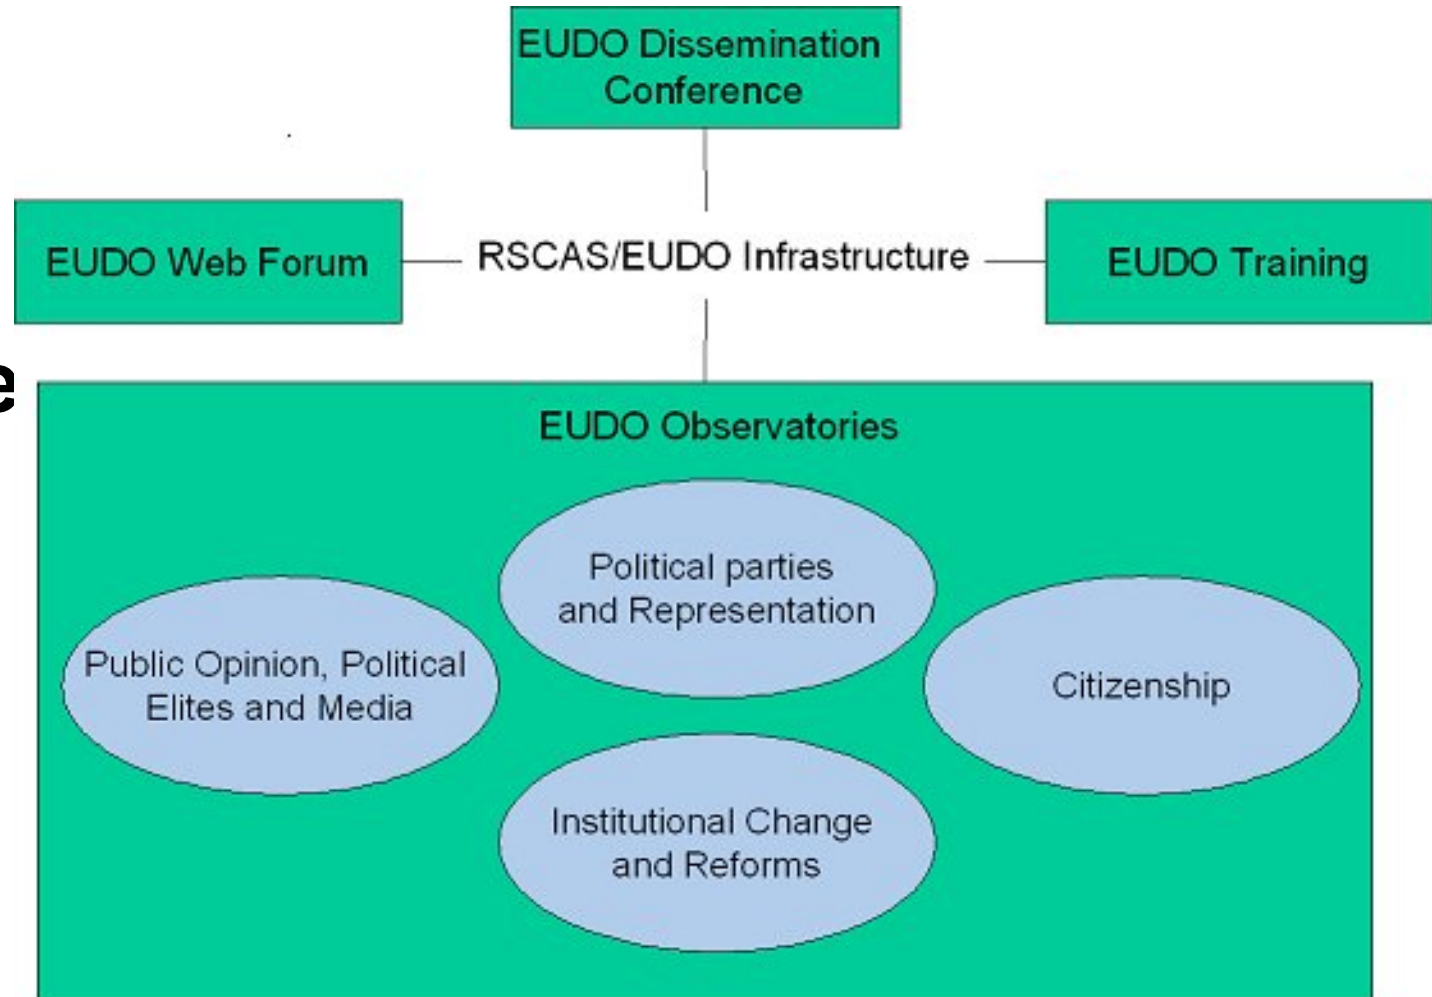 EUDO Dissemination
Conference
EUDO Web Forum
RSCAS/EUDO Infrastructure
EUDO Training
e
EUDO Observatories
Political parties
and Representation
Public Opinion, Political
Elites and Media
Citizenship
Institutional Change
and Reforms